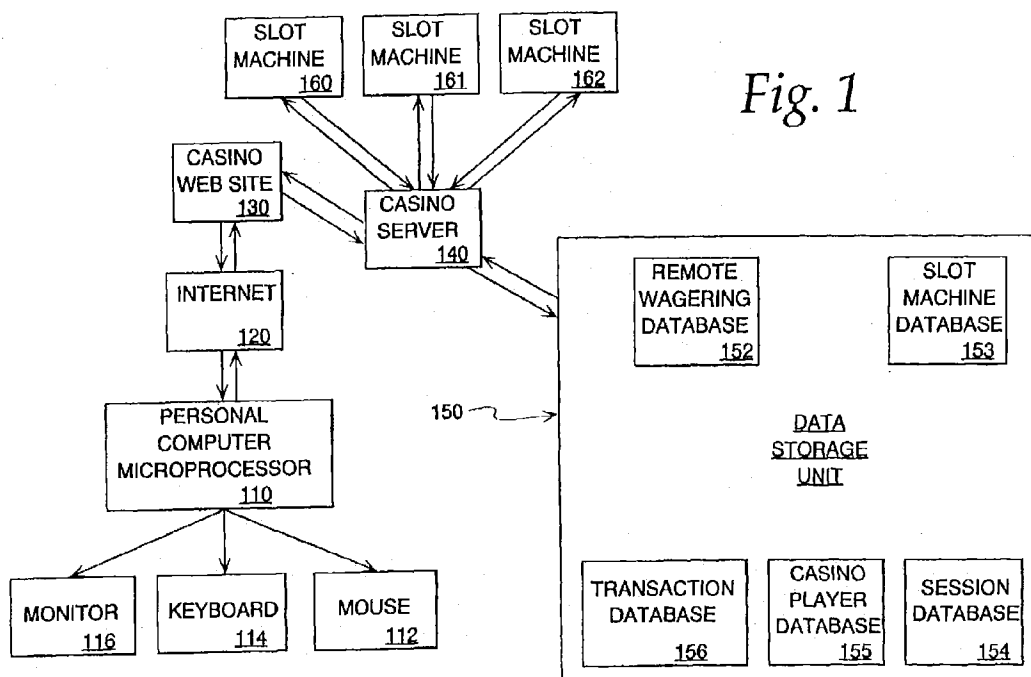 SLOT
MACHINE
160
SLOT
MACHINE
161
SLOT
MACHINE
162
Fig. 1
CASINO
WEB SITE
130
CASINO
SERVER
140
INTERNET
120
REMOTE
WAGERING
DATABASE
152
SLOT
MACHINE
DATABASE
153
PERSONAL
COMPUTER
MICROPROCESSOR
110
150
DATA
STORAGE
UNIT
MONITOR
116
KEYBOARD
114
MOUSE
112
TRANSACTION
DATABASE
156
CASINO
PLAYER
DATABASE
155
SESSION
DATABASE
154